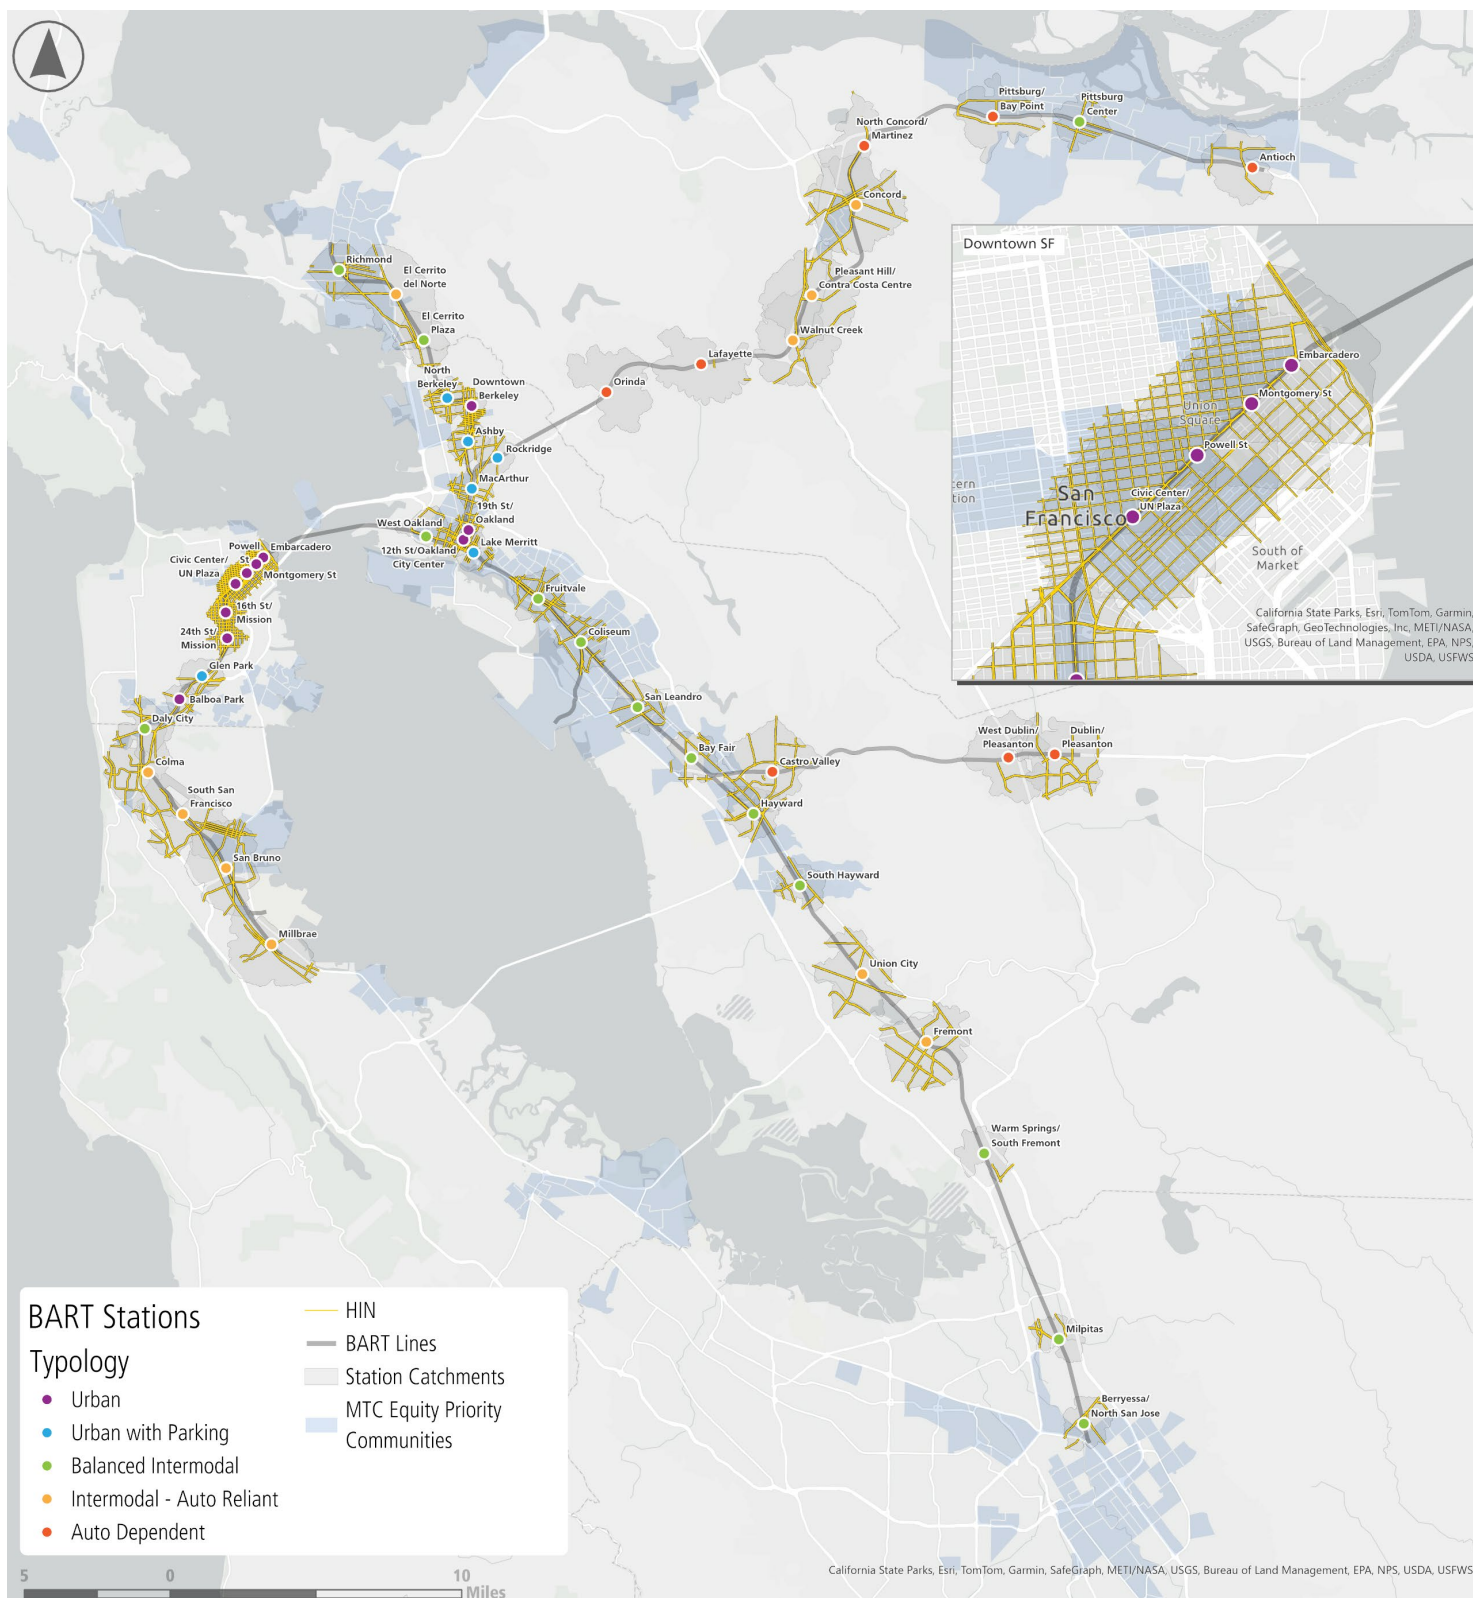 Pittsburg/
Bay Point
Pittsburg
Center
North Concord/
Martinez
Antioch
Concord
Richmond
El Cerrito
del Norte
Pleasant Hill/
Contra Costa Centre
El Cerrito
Plaza
Walnut Creek
Lafayette
Orinda
North
Berkeley
Downtown
Berkeley
Ashby
Rockridge
MacArthur
19th St/
Oakland
West Oakland
12th St/Oakland
City Center
Lake Merritt
Powell
St
Embarcadero
Civic Center/
UN Plaza
Montgomery St
16th St/
Mission
24th St/
Mission
Glen Park
Balboa Park
Daly City
Colma
South San
Francisco
San Bruno
Millbrae
Fruitvale
Coliseum
San Leandro
Bay Fair
Castro Valley
West Dublin/
Pleasanton
Dublin/
Pleasanton
Hayward
South Hayward
Union City
Fremont
Warm Springs/
South Fremont
Milpitas
Berryessa/
North San Jose
Downtown SF
Embarcadero
Montgomery St
Union
Square
Powell St
tern
tion
San
Francisco
Civic Center/
UN Plaza
South of
Market
California State Parks, Esri, TomTom, Garmin,
SafeGraph, GeoTechnologies, Inc, METI/NASA,
USGS, Bureau of Land Management, EPA, NPS,
USDA, USFWS
BART Stations
Typology
Urban
Urban with Parking
Balanced Intermodal
Intermodal - Auto Reliant
Auto Dependent
HIN
BART Lines
Station Catchments
MTC Equity Priority
Communities
5 0 10
Miles
California State Parks, Esri, TomTom, Garmin, SafeGraph, METI/NASA, USGS, Bureau of Land Management, EPA, NPS, USDA, USFWS